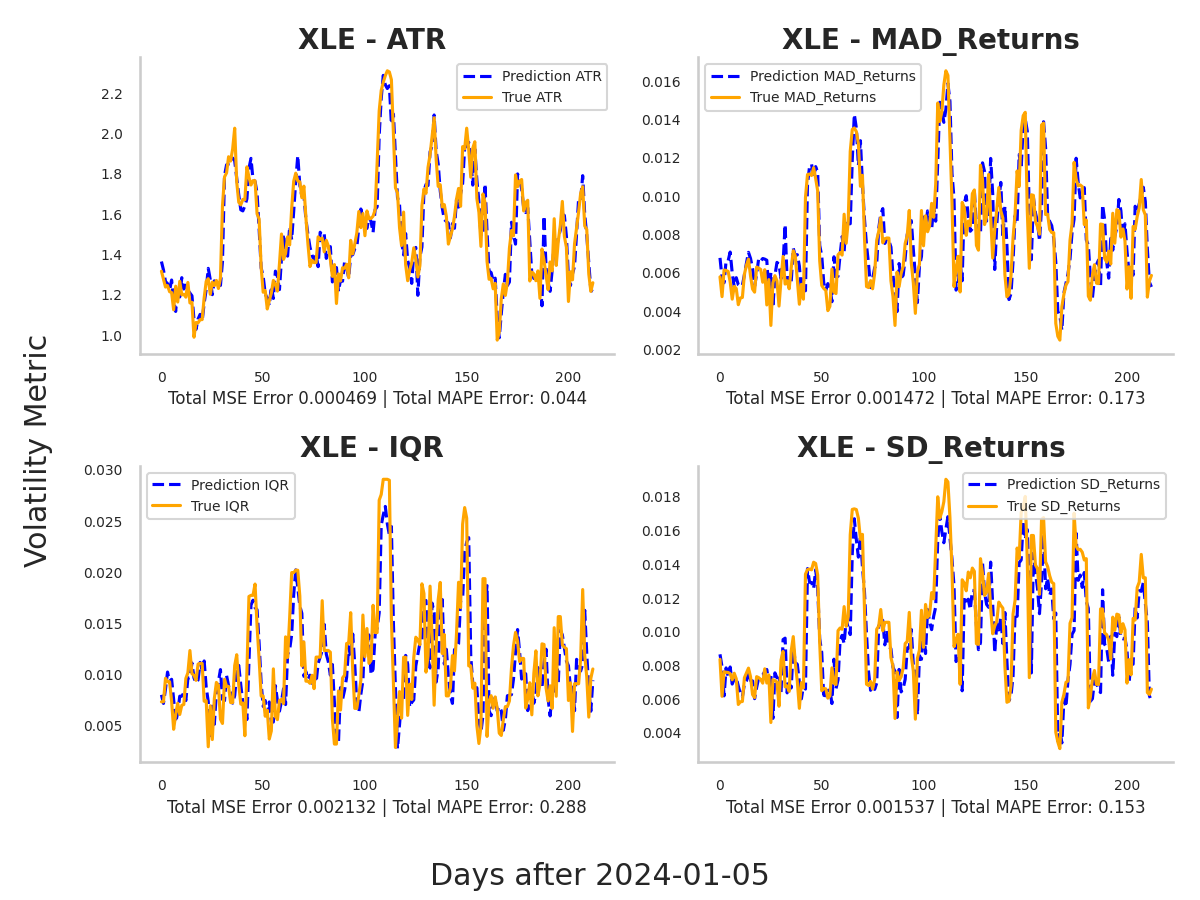 XLE - ATR
Prediction ATR
True ATR
2.2
2.0
1.8
1.6
1.4
1.2
1.0
0 50 100 150 200
Total MSE Error 0.000469 | Total MAPE Error: 0.044
XLE - MAD_Returns
Prediction MAD_Returns
True MAD_Returns
0.016
0.014
0.012
0.010
0.008
0.006
0.004
0.002
0 50 100 150 200
Total MSE Error 0.001472 | Total MAPE Error: 0.173
Volatility Metric
XLE - IQR
Prediction IQR
True IQR
0.030
0.025
0.020
0.015
0.010
0.005
0 50 100 150 200
Total MSE Error 0.002132 | Total MAPE Error: 0.288
XLE - SD_Returns
Prediction SD_Returns
True SD_Returns
0.018
0.016
0.014
0.012
0.010
0.008
0.006
0.004
0 50 100 150 200
Total MSE Error 0.001537 | Total MAPE Error: 0.153
Days after 2024-01-05